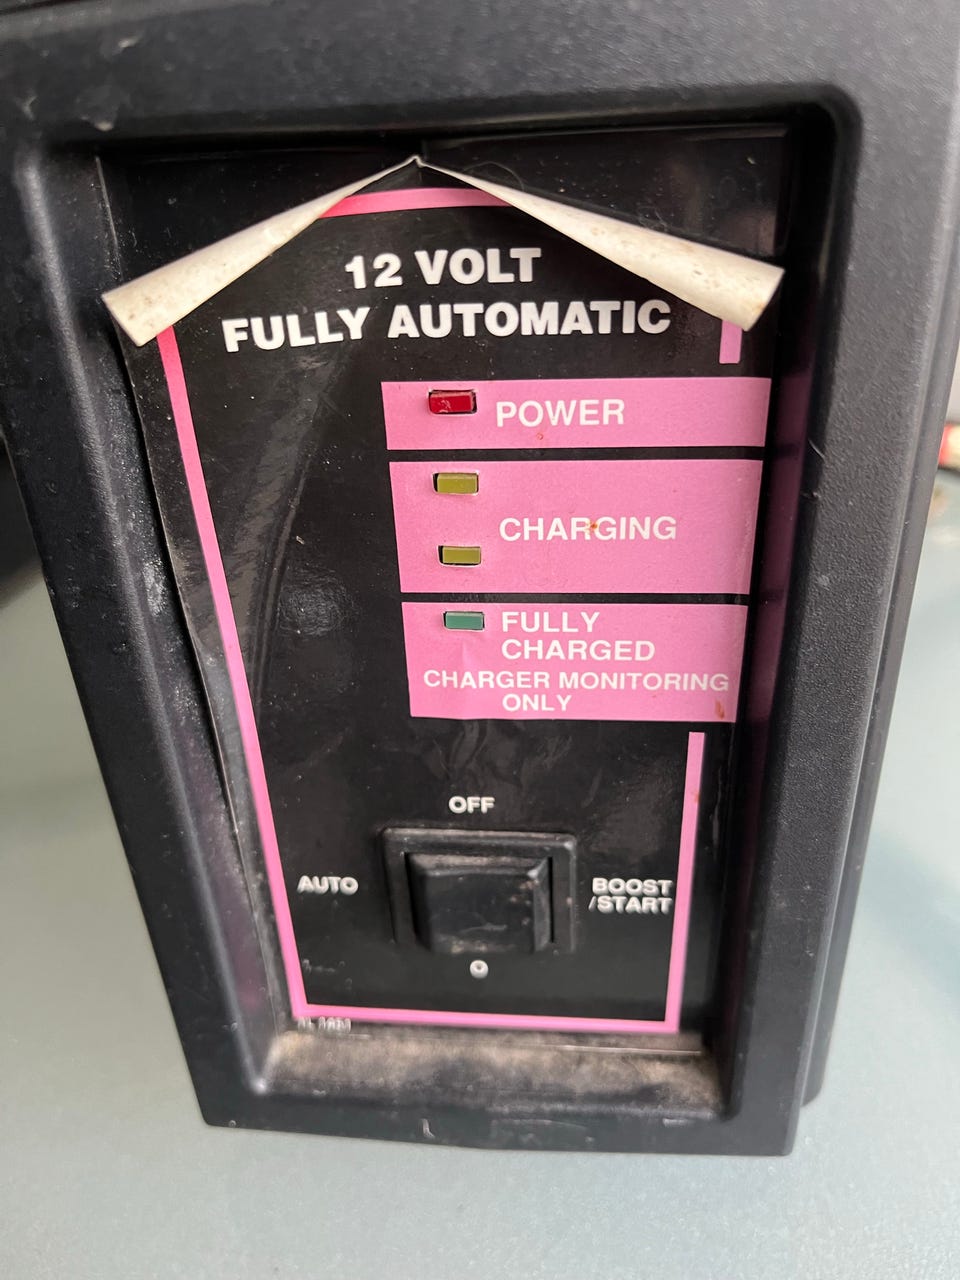 12 VOLT
FULLY AUTOMATIC
POWER
CHARGING
FULLY
CHARGED
CHARGER MONITORING
ONLY
OFF
AUTO
BOOST
/START